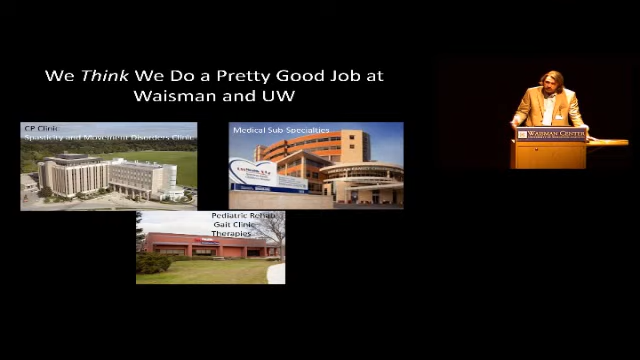 We Think We Do a Pretty Good Job at
Waisman and UW
CP Clinic
Spasticity and Movement Disorders Clinic
Medical Sub Specialties
Pediatric Rehab
Gait Clinic
Therapies
WAISMAN CENTER